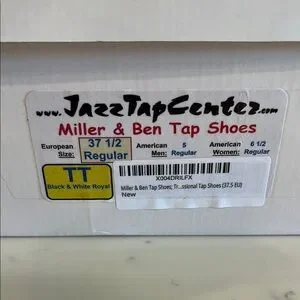 www.JazzTapCenter.com
Miller & Ben Tap Shoes
European Size: 37 1/2 Regular
American Men: 5 Regular
American Women: 6 1/2 Regular
TT
Black & White Royal
X004DRILFX
Miller & Ben Tap Shoes; Tr...ssional Tap Shoes (37.5 EU)
New